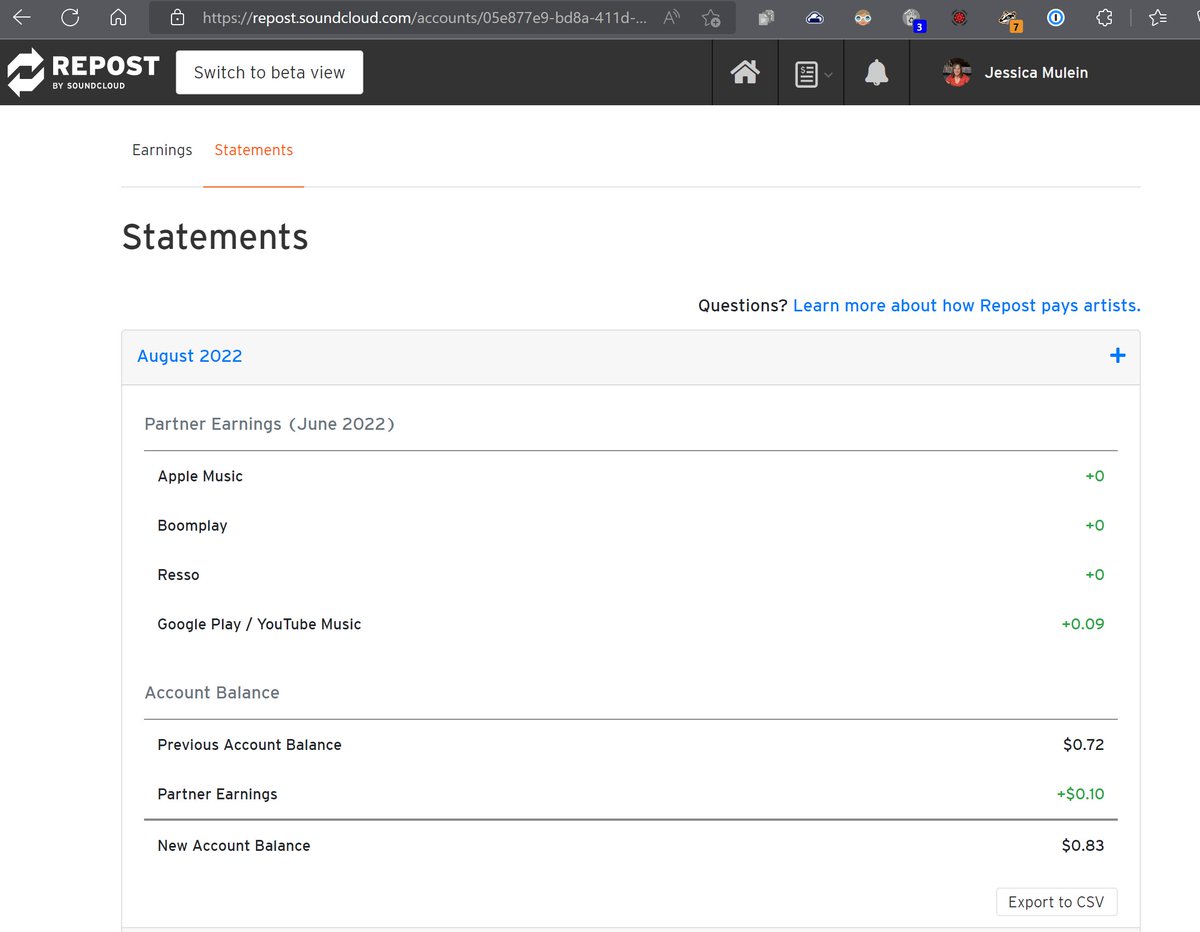 https://repost.soundcloud.com/accounts/05e877e9-bd8a-411d-...
3
7
REPOST
BY SOUNDCLOUD
Switch to beta view
Jessica Mulein
Earnings Statements
Statements
Questions? Learn more about how Repost pays artists.
August 2022 +
Partner Earnings (June 2022)
Apple Music +0
Boomplay +0
Resso +0
Google Play / YouTube Music +0.09
Account Balance
Previous Account Balance $0.72
Partner Earnings +$0.10
New Account Balance $0.83
Export to CSV